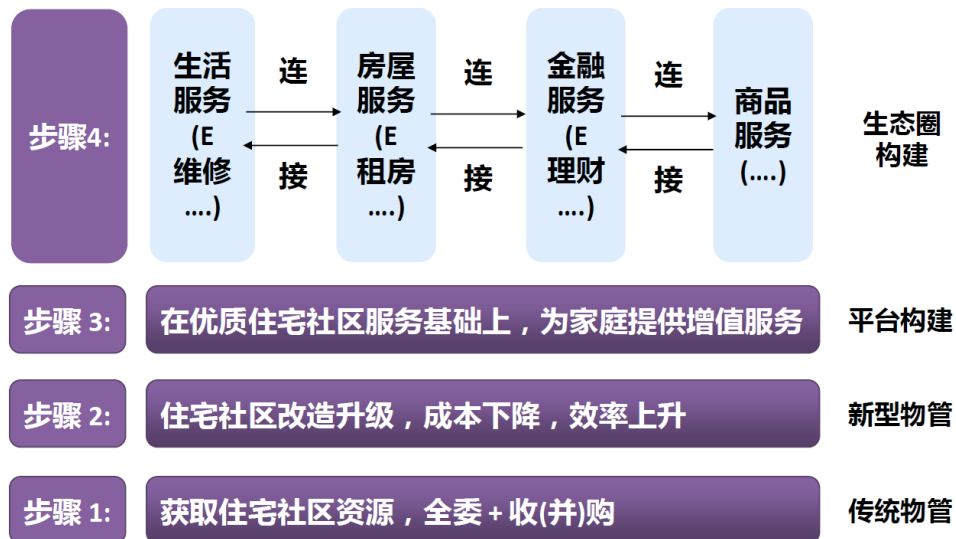 步骤4:
生活
服务
(E
维修
....)
连
接
房屋
服务
(E
租房
....)
连
接
金融
服务
(E
理财
....)
连
接
商品
服务
(....)
生态圈
构建
步骤 3:
在优质住宅社区服务基础上，为家庭提供增值服务
平台构建
步骤 2:
住宅社区改造升级，成本下降，效率上升
新型物管
步骤 1:
获取住宅社区资源，全委+收(并)购
传统物管